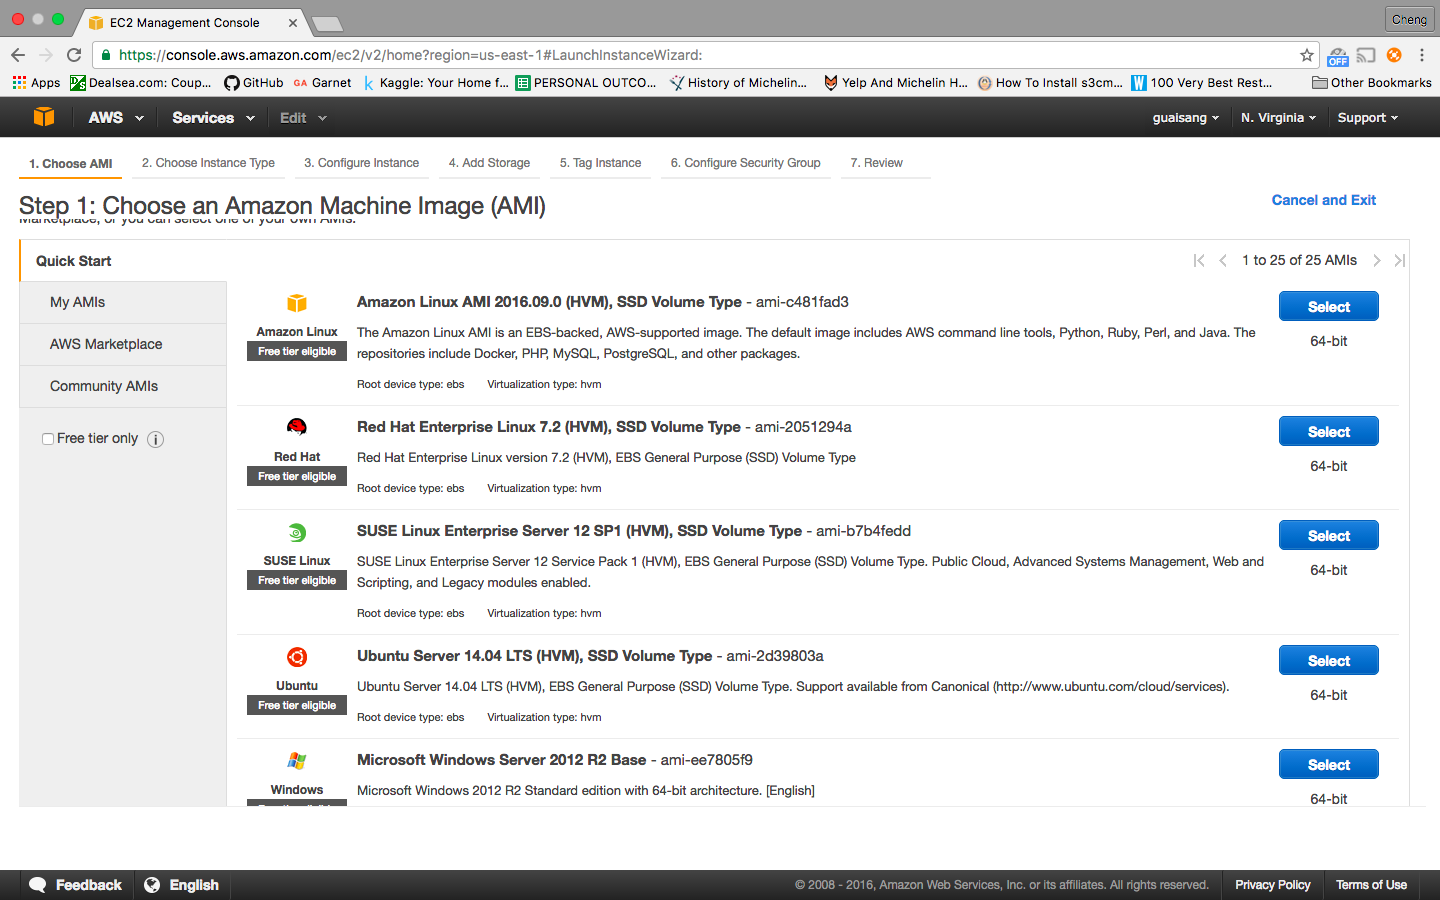 EC2 Management Console
Cheng
https://console.aws.amazon.com/ec2/v2/home?region=us-east-1#LaunchInstanceWizard:
OFF
Apps
Dealsea.com: Coup...
GitHub
GA Garnet
k Kaggle: Your Home f...
PERSONAL OUTCO...
History of Michelin...
Yelp And Michelin H...
How To Install s3cm...
W 100 Very Best Rest...
Other Bookmarks
AWS
Services
Edit
guaisang
N. Virginia
Support
1. Choose AMI
2. Choose Instance Type
3. Configure Instance
4. Add Storage
5. Tag Instance
6. Configure Security Group
7. Review
Step 1: Choose an Amazon Machine Image (AMI)
Cancel and Exit
Marketplace; or you can select one of your own AMIs.
Quick Start
1 to 25 of 25 AMIs
My AMIs
AWS Marketplace
Community AMIs
Free tier only
i
Amazon Linux
Free tier eligible
Amazon Linux AMI 2016.09.0 (HVM), SSD Volume Type - ami-c481fad3
The Amazon Linux AMI is an EBS-backed, AWS-supported image. The default image includes AWS command line tools, Python, Ruby, Perl, and Java. The
repositories include Docker, PHP, MySQL, PostgreSQL, and other packages.
Root device type: ebs Virtualization type: hvm
Select
64-bit
Red Hat
Free tier eligible
Red Hat Enterprise Linux 7.2 (HVM), SSD Volume Type - ami-2051294a
Red Hat Enterprise Linux version 7.2 (HVM), EBS General Purpose (SSD) Volume Type
Root device type: ebs Virtualization type: hvm
Select
64-bit
SUSE Linux
Free tier eligible
SUSE Linux Enterprise Server 12 SP1 (HVM), SSD Volume Type - ami-b7b4fedd
SUSE Linux Enterprise Server 12 Service Pack 1 (HVM), EBS General Purpose (SSD) Volume Type. Public Cloud, Advanced Systems Management, Web and
Scripting, and Legacy modules enabled.
Root device type: ebs Virtualization type: hvm
Select
64-bit
Ubuntu
Free tier eligible
Ubuntu Server 14.04 LTS (HVM), SSD Volume Type - ami-2d39803a
Ubuntu Server 14.04 LTS (HVM), EBS General Purpose (SSD) Volume Type. Support available from Canonical (http://www.ubuntu.com/cloud/services).
Root device type: ebs Virtualization type: hvm
Select
64-bit
Windows
Free tier eligible
Microsoft Windows Server 2012 R2 Base - ami-ee7805f9
Microsoft Windows 2012 R2 Standard edition with 64-bit architecture. [English]
Select
64-bit
Feedback
English
© 2008 - 2016, Amazon Web Services, Inc. or its affiliates. All rights reserved.
Privacy Policy
Terms of Use